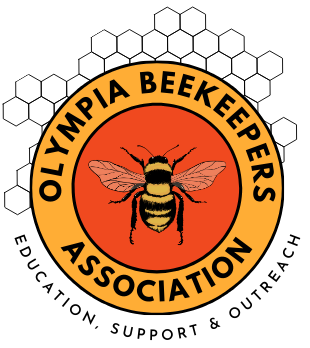 OLYMPIA BEEKEEPERS
ASSOCIATION
EDUCATION, SUPPORT & OUTREACH